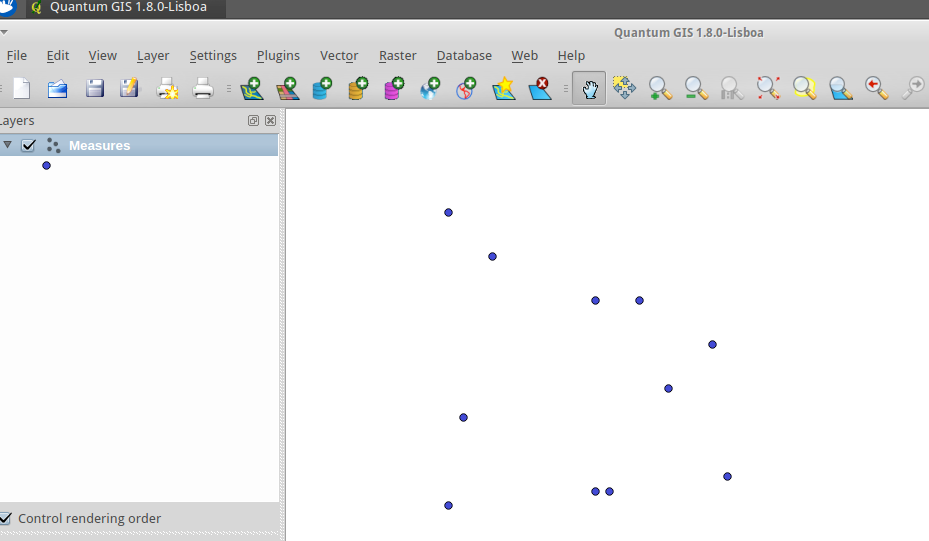 Quantum GIS 1.8.0-Lisboa
Quantum GIS 1.8.0-Lisboa
File Edit View Layer Settings Plugins Vector Raster Database Web Help
ayers
Measures
Control rendering order